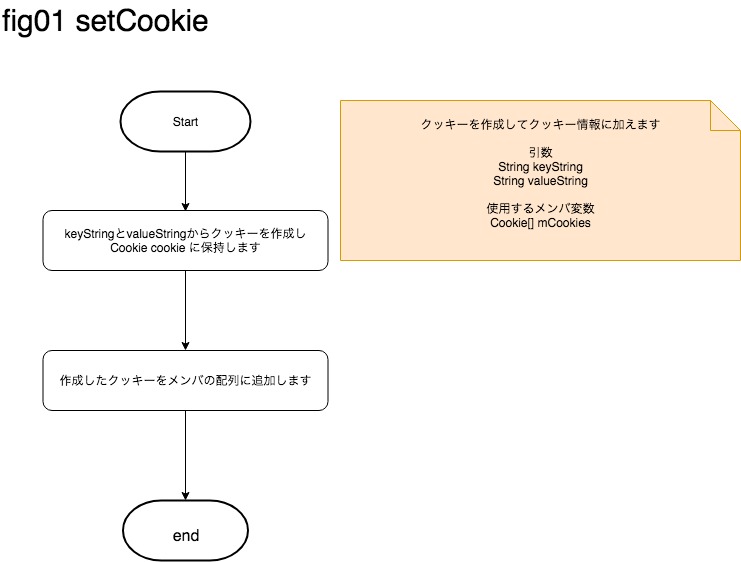 fig01 setCookie
Start
クッキーを作成してクッキー情報に加えます
引数
String keyString
String valueString
使用するメンバ変数
Cookie[] mCookies
keyStringとvalueStringからクッキーを作成し
Cookie cookie に保持します
作成したクッキーをメンバの配列に追加します
end